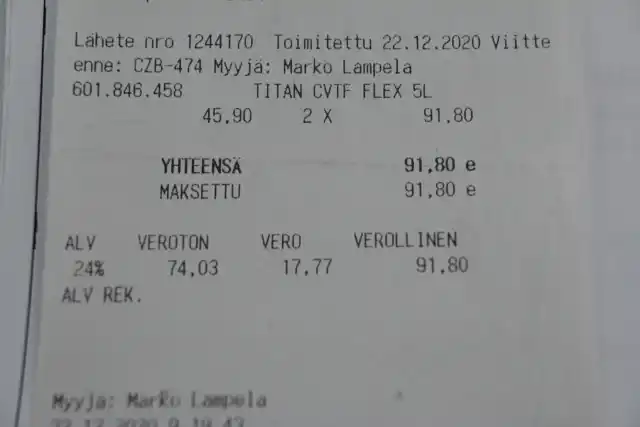 Lähete nro 1244170 Toimitettu 22.12.2020 Viitte
enne: CZB-474 Myyjä: Marko Lampela
601.846.458 TITAN CVTF FLEX 5L
45,90 2 X 91,80
YHTEENSÄ 91,80 e
MAKSETTU 91,80 e
ALV VEROTON VERO VEROLLINEN
24% 74,03 17,77 91,80
ALV REK.
Myyjä: Marko Lampela